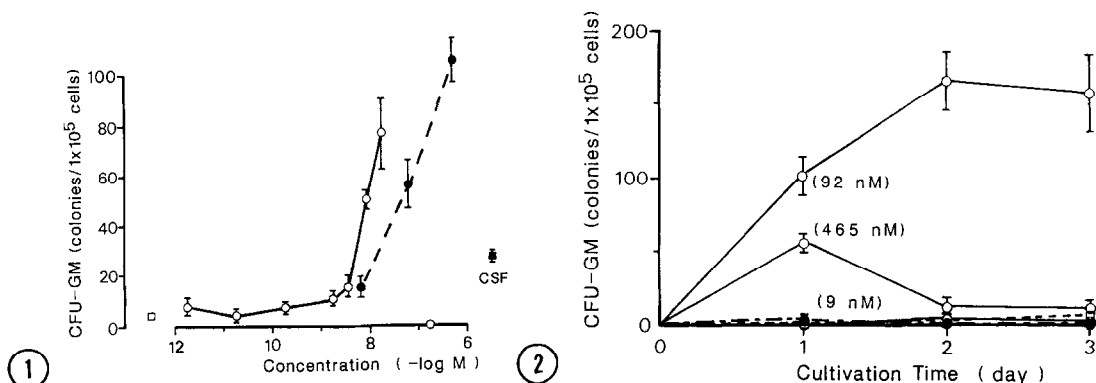 CFU-GM (colonies/1x10⁵ cells)
100
80
60
40
20
0
12
10
8
6
Concentration (-log M)
CSF
1
CFU-GM (colonies/1x10⁵ cells)
200
150
100
50
0
0
1
2
3
Cultivation Time ( day )
(92 nM)
(465 nM)
(9 nM)
2